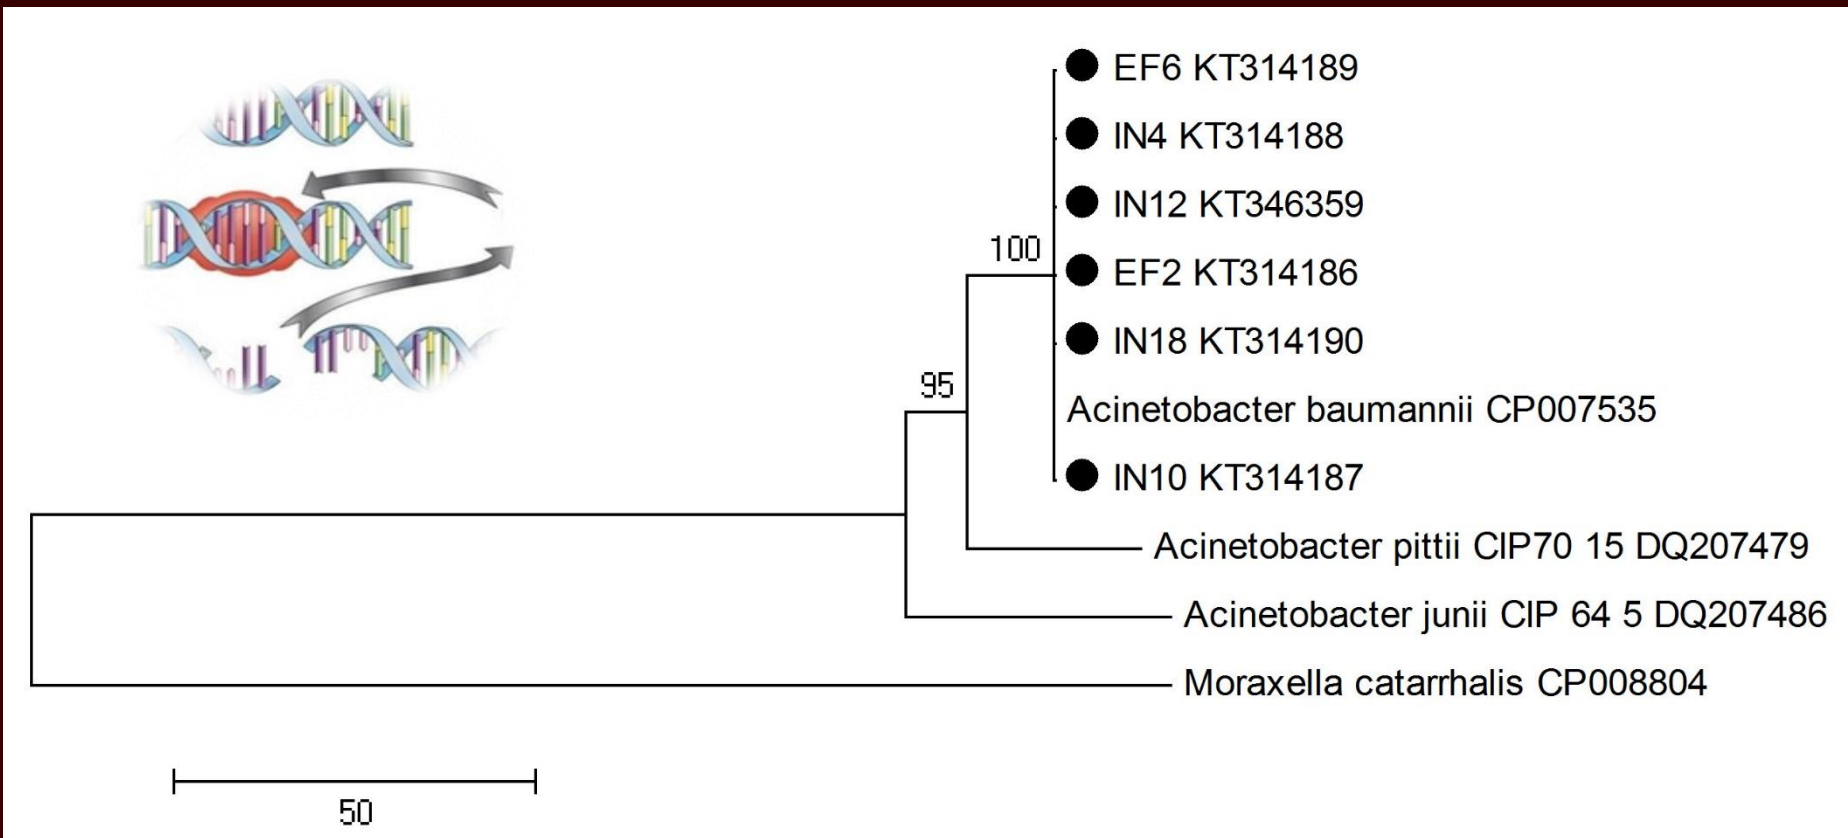 EF6 KT314189
IN4 KT314188
IN12 KT346359
100
EF2 KT314186
IN18 KT314190
95
Acinetobacter baumannii CP007535
IN10 KT314187
Acinetobacter pittii CIP70 15 DQ207479
Acinetobacter junii CIP 64 5 DQ207486
Moraxella catarrhalis CP008804
50